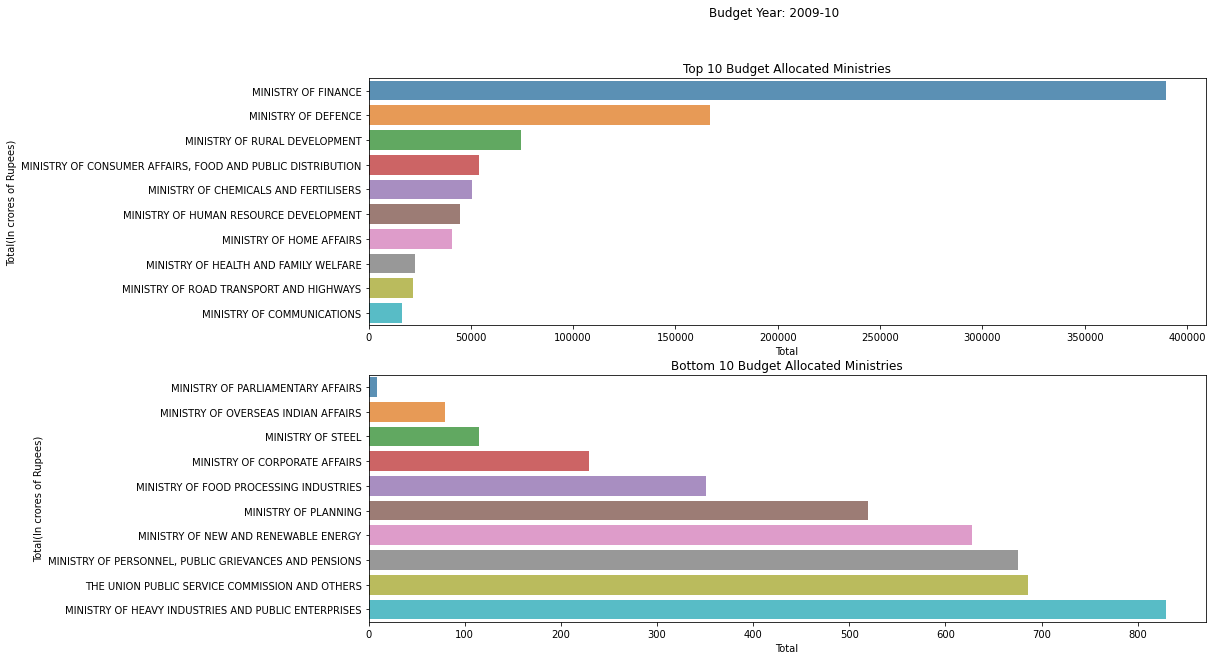 Budget Year: 2009-10
Top 10 Budget Allocated Ministries
Total(In crores of Rupees)
MINISTRY OF FINANCE
MINISTRY OF DEFENCE
MINISTRY OF RURAL DEVELOPMENT
MINISTRY OF CONSUMER AFFAIRS, FOOD AND PUBLIC DISTRIBUTION
MINISTRY OF CHEMICALS AND FERTILISERS
MINISTRY OF HUMAN RESOURCE DEVELOPMENT
MINISTRY OF HOME AFFAIRS
MINISTRY OF HEALTH AND FAMILY WELFARE
MINISTRY OF ROAD TRANSPORT AND HIGHWAYS
MINISTRY OF COMMUNICATIONS
0 50000 100000 150000 200000 250000 300000 350000 400000
Total
Bottom 10 Budget Allocated Ministries
Total(In crores of Rupees)
MINISTRY OF PARLIAMENTARY AFFAIRS
MINISTRY OF OVERSEAS INDIAN AFFAIRS
MINISTRY OF STEEL
MINISTRY OF CORPORATE AFFAIRS
MINISTRY OF FOOD PROCESSING INDUSTRIES
MINISTRY OF PLANNING
MINISTRY OF NEW AND RENEWABLE ENERGY
MINISTRY OF PERSONNEL, PUBLIC GRIEVANCES AND PENSIONS
THE UNION PUBLIC SERVICE COMMISSION AND OTHERS
MINISTRY OF HEAVY INDUSTRIES AND PUBLIC ENTERPRISES
0 100 200 300 400 500 600 700 800
Total